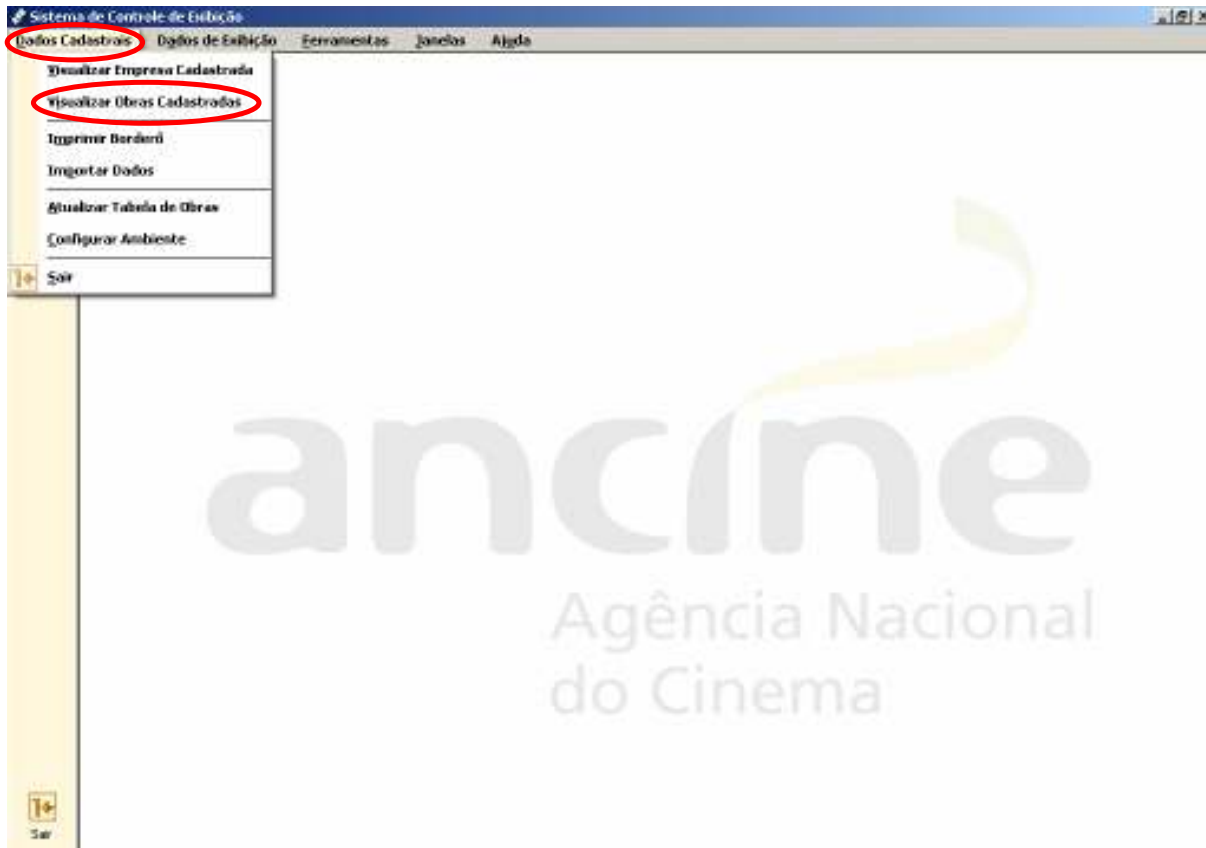 Sistema de Controle de Exibição
Dados Cadastrais Dados de Exibição Ferramentas Janelas Ajuda
Visualizar Empresa Cadastrada
Visualizar Obras Cadastradas
Imprimir Borderô
Importar Dados
Atualizar Tabela de Obras
Configurar Ambiente
Sair
ancine
Agência Nacional
do Cinema
Sair